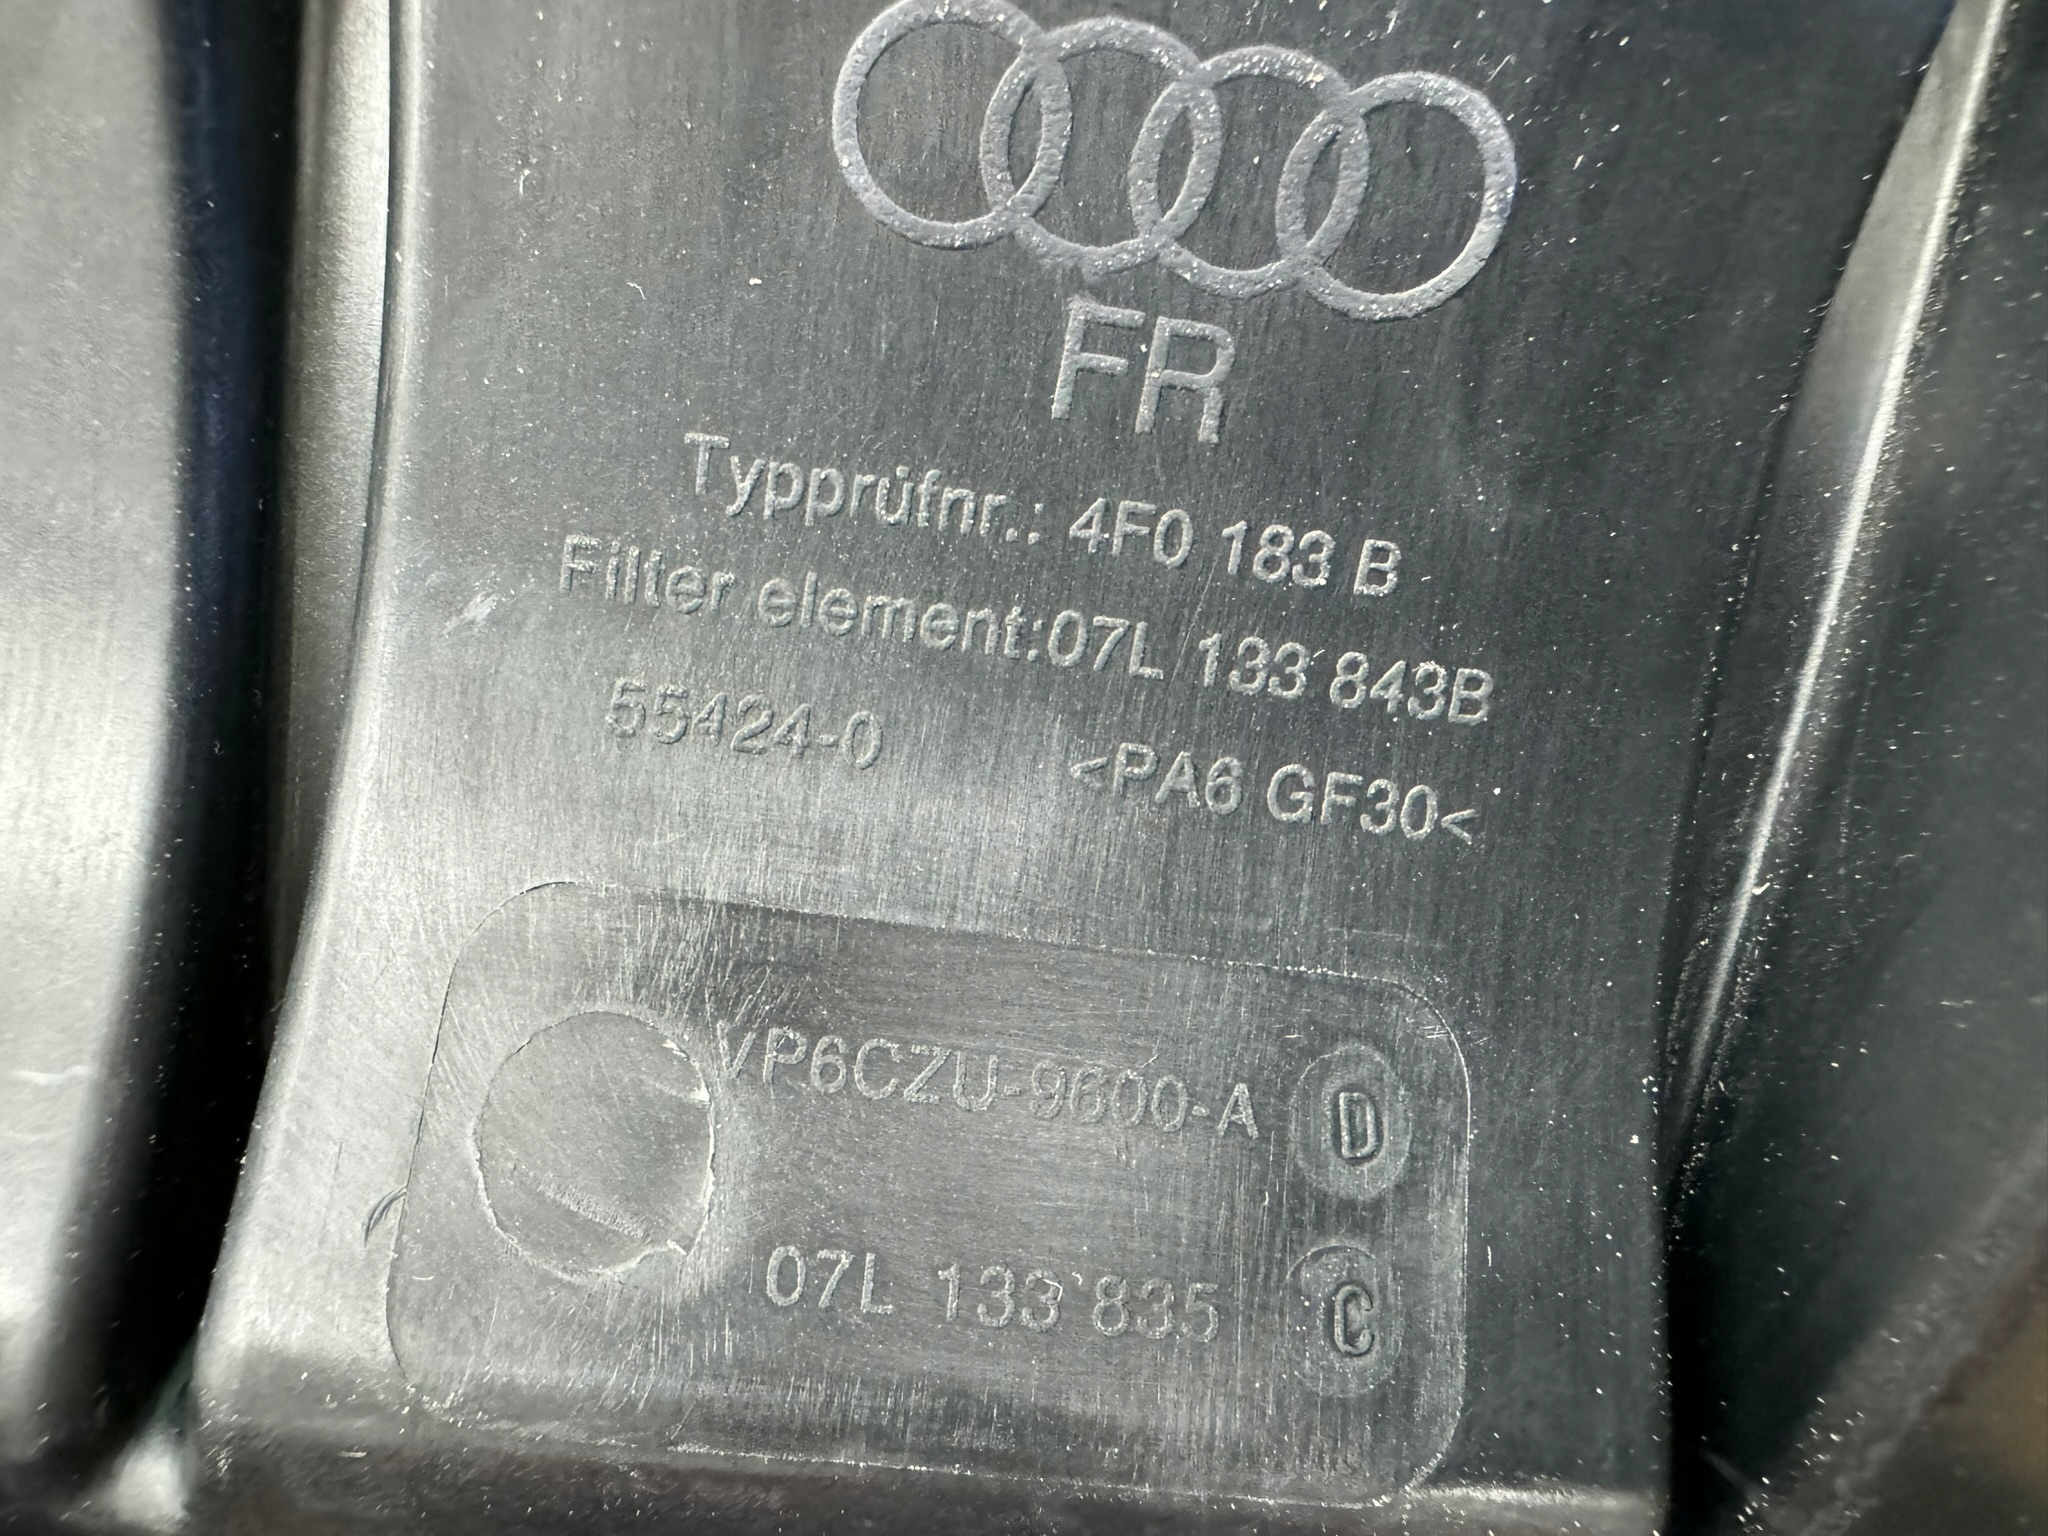 FR
Typprüfnr.: 4F0 183 B
Filter element:07L 133 843B
55424-0 <PA6 GF30<
VP6CZU-9600-A D
07L 133 835 C